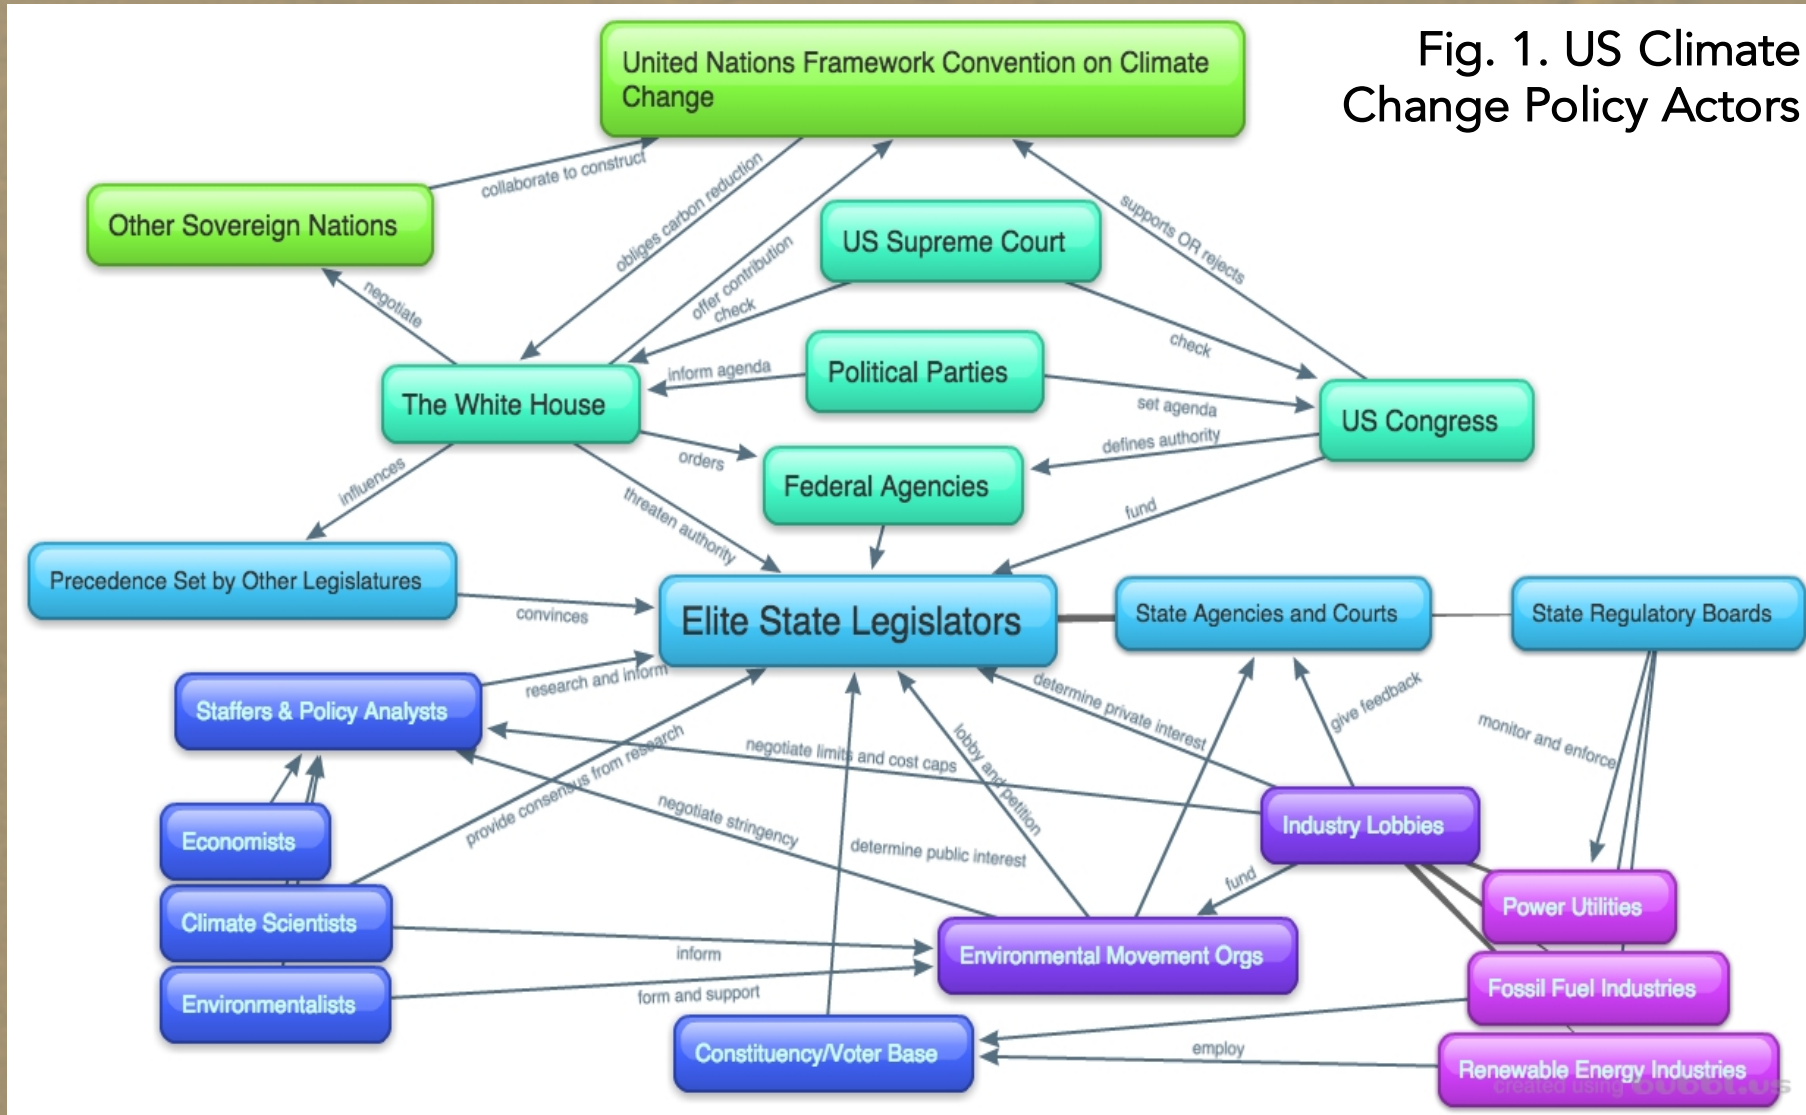 Fig. 1. US Climate
Change Policy Actors
United Nations Framework Convention on Climate
Change
collaborate to construct
Other Sovereign Nations
obliges carbon reduction
offer contribution
US Supreme Court
supports OR rejects
negotiate
check
check
The White House
inform agenda
Political Parties
set agenda
US Congress
orders
defines authority
influences
threaten authority
Federal Agencies
fund
Precedence Set by Other Legislatures
convinces
Elite State Legislators
State Agencies and Courts
State Regulatory Boards
research and inform
Staffers & Policy Analysts
determine private interest
give feedback
monitor and enforce
provide consensus from research
negotiate limits and cost caps
lobby and petition
negotiate stringency
determine public interest
Economists
Industry Lobbies
fund
Climate Scientists
Power Utilities
inform
Environmental Movement Orgs
Environmentalists
form and support
Fossil Fuel Industries
Constituency/Voter Base
employ
Renewable Energy Industries
created using bubbl.us